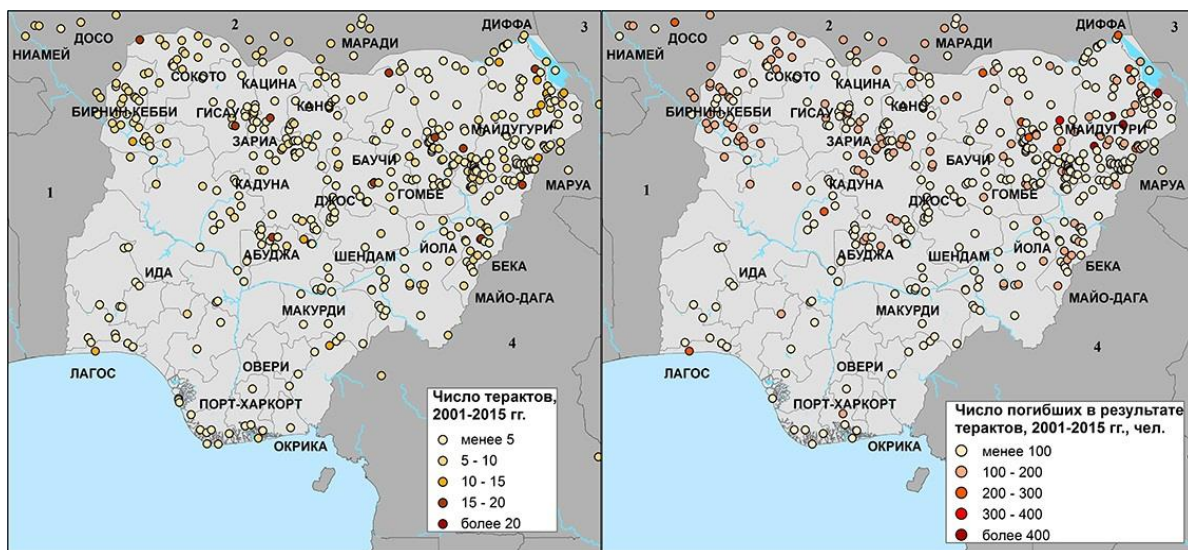 2
3
ДИФФА
ДОСО
НИАМЕЙ
МАРАДИ
СОКОТО
КАЦИНА
БИРНИН-КЕББИ
ГИСАУ
КАНО
МАЙДУГУРИ
ЗАРИА
БАУЧИ
1
КАДУНА
ГОМБЕ
МАРУА
ДЖОС
ЙОЛА
АБУДЖА
ШЕНДАМ
БЕКА
ИДА
МАЙО-ДАГА
МАКУРДИ
4
ЛАГОС
ОВЕРИ
ПОРТ-ХАРКОРТ
ОКРИКА
Число терактов,
2001-2015 гг.
менее 5
5 - 10
10 - 15
15 - 20
более 20
2
3
ДИФФА
ДОСО
НИАМЕЙ
МАРАДИ
СОКОТО
КАЦИНА
БИРНИН-КЕББИ
ГИСАУ
КАНО
МАЙДУГУРИ
ЗАРИА
БАУЧИ
1
КАДУНА
ГОМБЕ
МАРУА
ДЖОС
ЙОЛА
АБУДЖА
ШЕНДАМ
БЕКА
ИДА
МАЙО-ДАГА
МАКУРДИ
4
ЛАГОС
ОВЕРИ
ПОРТ-ХАРКОРТ
ОКРИКА
Число погибших в результате
терактов, 2001-2015 гг., чел.
менее 100
100 - 200
200 - 300
300 - 400
более 400